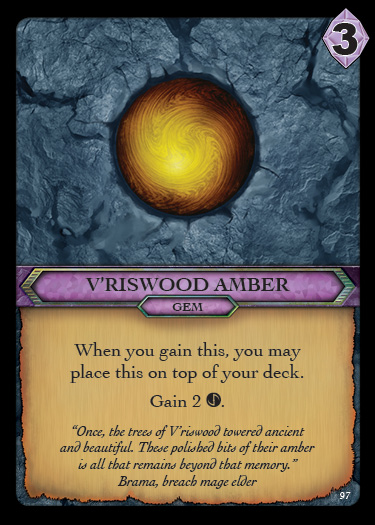 3
V'RISWOOD AMBER
GEM
When you gain this, you may
place this on top of your deck.
Gain 2 .
"Once, the trees of V'riswood towered ancient
and beautiful. These polished bits of their amber
is all that remains beyond that memory."
Brama, breach mage elder
97